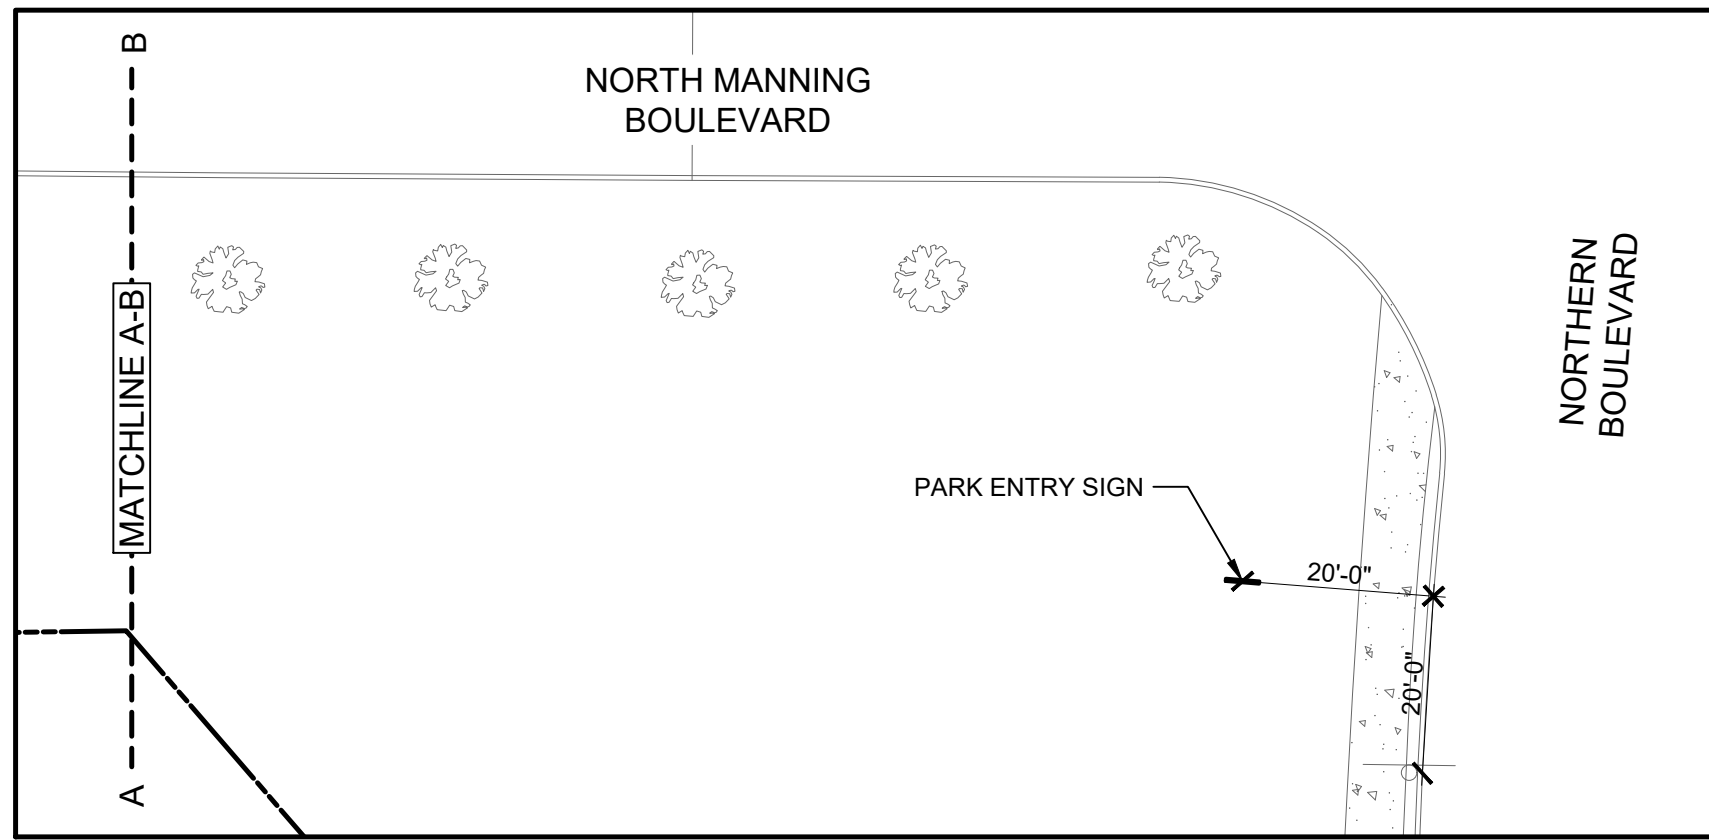 B
NORTH MANNING
BOULEVARD
MATCHLINE A-B
NORTHERN
BOULEVARD
PARK ENTRY SIGN
20'-0"
20'-0"
A